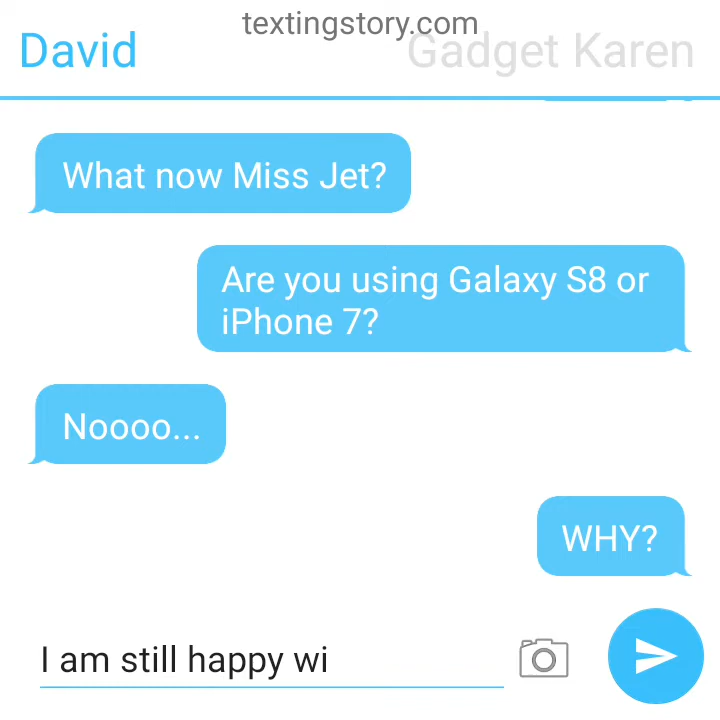 textingstory.com
David
Gadget Karen
What now Miss Jet?
Are you using Galaxy S8 or
iPhone 7?
Noooo...
WHY?
I am still happy wi